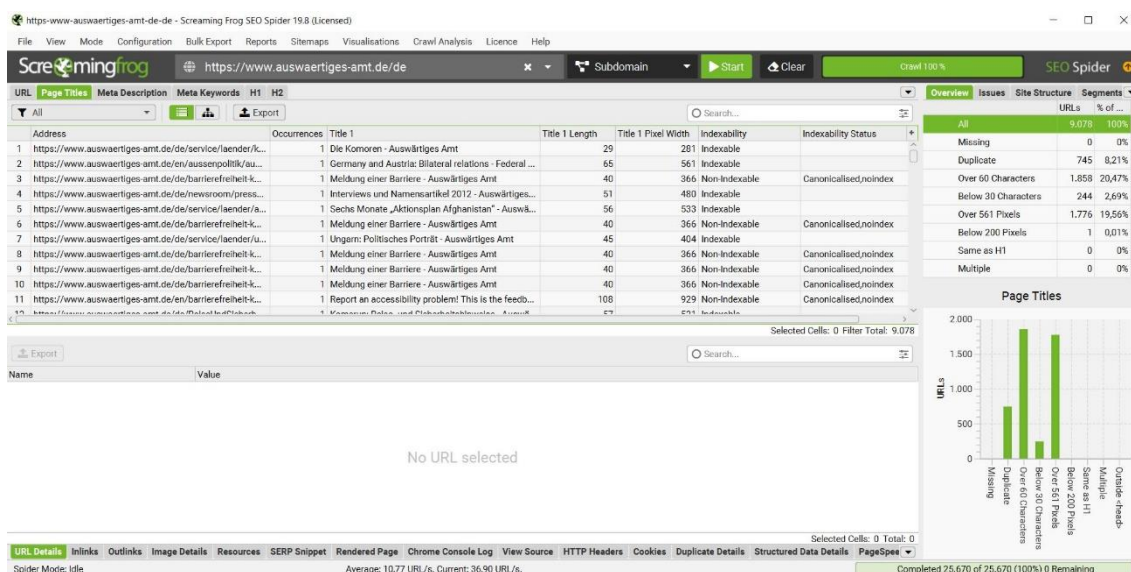 https-www-auswaertiges-amt-de-de - Screaming Frog SEO Spider 19.8 (Licensed)
File View Mode Configuration Bulk Export Reports Sitemaps Visualisations Crawl Analysis Licence Help
Screamingfrog https://www.auswaertiges-amt.de/de Subdomain Start Clear Crawl 100 % SEO Spider
URL Page Titles Meta Description Meta Keywords H1 H2
All Export Search...
Address Occurrences Title 1 Title 1 Length Title 1 Pixel Width Indexability Indexability Status
1 https://www.auswaertiges-amt.de/de/service/laender/k... 1 Die Komoren - Auswärtiges Amt 29 281 Indexable
2 https://www.auswaertiges-amt.de/en/aussenpolitik/au... 1 Germany and Austria: Bilateral relations - Federal ... 65 561 Indexable
3 https://www.auswaertiges-amt.de/de/barrierefreiheit-k... 1 Meldung einer Barriere - Auswärtiges Amt 40 366 Non-Indexable Canonicalised,noindex
4 https://www.auswaertiges-amt.de/de/newsroom/press... 1 Interviews und Namensartikel 2012 - Auswärtiges... 51 480 Indexable
5 https://www.auswaertiges-amt.de/de/service/laender/a... 1 Sechs Monate „Aktionsplan Afghanistan“ - Auswä... 56 533 Indexable
6 https://www.auswaertiges-amt.de/de/barrierefreiheit-k... 1 Meldung einer Barriere - Auswärtiges Amt 40 366 Non-Indexable Canonicalised,noindex
7 https://www.auswaertiges-amt.de/de/service/laender/u... 1 Ungarn: Politisches Porträt - Auswärtiges Amt 45 404 Indexable
8 https://www.auswaertiges-amt.de/de/barrierefreiheit-k... 1 Meldung einer Barriere - Auswärtiges Amt 40 366 Non-Indexable Canonicalised,noindex
9 https://www.auswaertiges-amt.de/de/barrierefreiheit-k... 1 Meldung einer Barriere - Auswärtiges Amt 40 366 Non-Indexable Canonicalised,noindex
10 https://www.auswaertiges-amt.de/de/barrierefreiheit-k... 1 Meldung einer Barriere - Auswärtiges Amt 40 366 Non-Indexable Canonicalised,noindex
11 https://www.auswaertiges-amt.de/en/barrierefreiheit-k... 1 Report an accessibility problem! This is the feedb... 108 929 Non-Indexable Canonicalised,noindex
Selected Cells: 0 Filter Total: 9.078
Export Search...
Name Value
No URL selected
Selected Cells: 0 Total: 0
URL Details Inlinks Outlinks Image Details Resources SERP Snippet Rendered Page Chrome Console Log View Source HTTP Headers Cookies Duplicate Details Structured Data Details PageSpee
Overview Issues Site Structure Segments
URLs % of ...
All 9.078 100%
Missing 0 0%
Duplicate 745 8,21%
Over 60 Characters 1.858 20,47%
Below 30 Characters 244 2,69%
Over 561 Pixels 1.776 19,56%
Below 200 Pixels 1 0,01%
Same as H1 0 0%
Multiple 0 0%
Page Titles
URLs
2.000
1.500
1.000
500
0
Missing
Duplicate
Over 60 Characters
Below 30 Characters
Over 561 Pixels
Below 200 Pixels
Same as H1
Multiple
Outside <head>
Spider Mode: Idle Average: 10,77 URL/s. Current: 36,90 URL/s. Completed 25.670 of 25.670 (100%) 0 Remaining